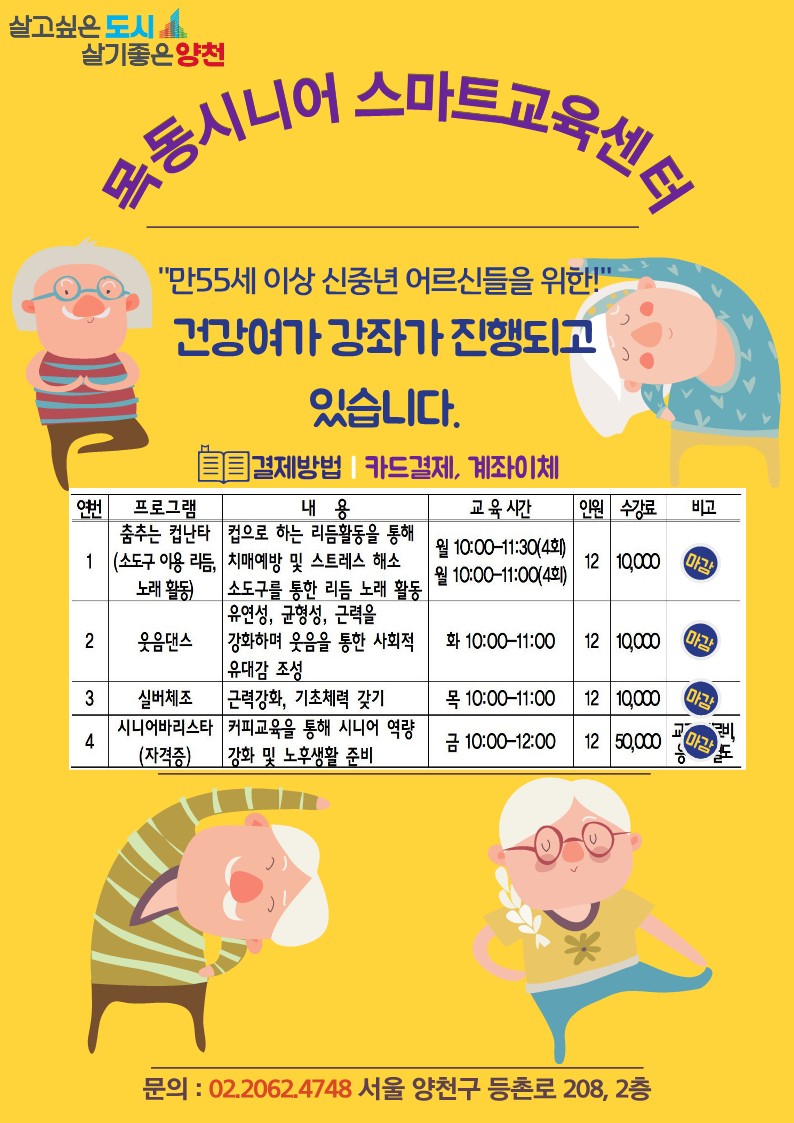 살고싶은 도시
살기좋은 양천
목동시니어 스마트교육센터
"만55세 이상 신중년 어르신들을 위한!"
건강여가 강좌가 진행되고
있습니다.
결제방법 | 카드결제, 계좌이체
연번 프로그램 내 용 교 육 시간 인원 수강료 비고
1 춤추는 컵난타 (소도구 이용 리듬, 노래 활동) 컵으로 하는 리듬활동을 통해 치매예방 및 스트레스 해소 소도구를 통한 리듬 노래 활동 월 10:00-11:30(4회) 월 10:00-11:00(4회) 12 10,000 마감
2 웃음댄스 유연성, 균형성, 근력을 강화하며 웃음을 통한 사회적 유대감 조성 화 10:00-11:00 12 10,000 마감
3 실버체조 근력강화, 기초체력 갖기 목 10:00-11:00 12 10,000 마감
4 시니어바리스타 (자격증) 커피교육을 통해 시니어 역량 강화 및 노후생활 준비 금 10:00-12:00 12 50,000 마감
문의 : 02.2062.4748 서울 양천구 등촌로 208, 2층